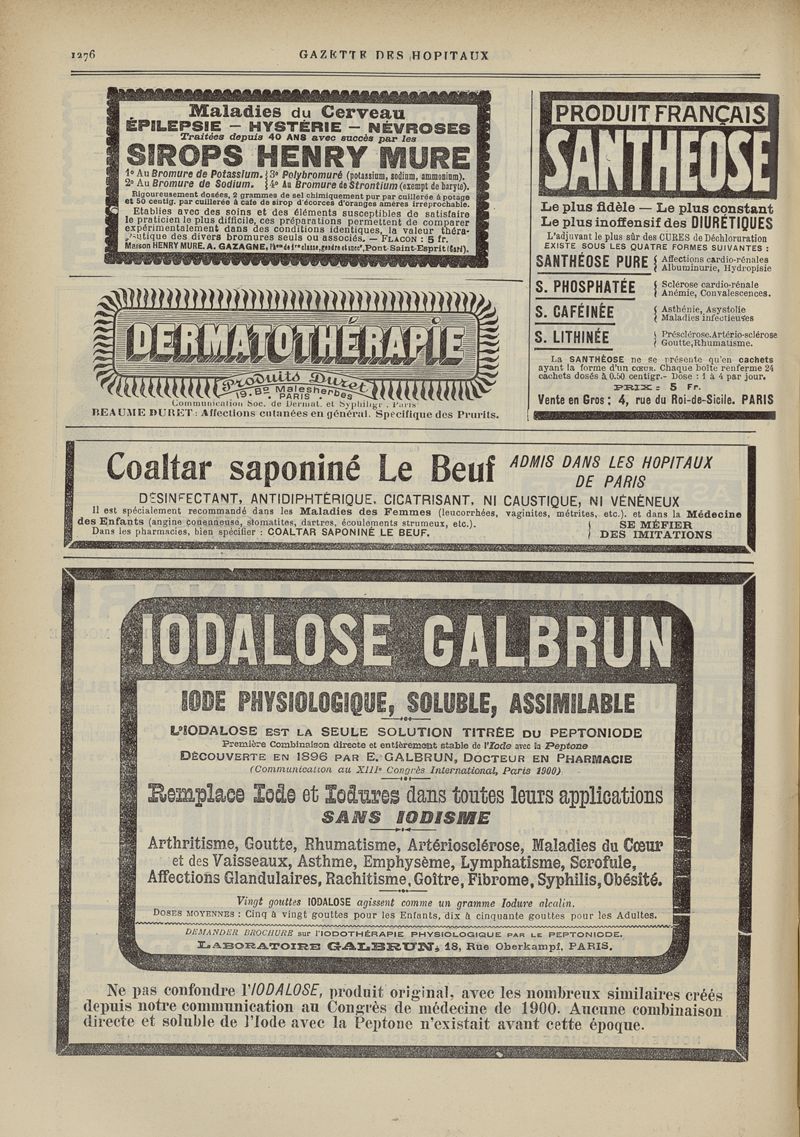 1276
GAZETTE DES HOPITAUX
Maladies du Cerveau
ÉPILEPSIE — HYSTÉRIE — NÉVROSES
Traitées depuis 40 ANS avec succès par les
SIROPS HENRY MURE
1º Au Bromure de Potassium. 3º Polybromuré (potassium, sodium, ammonium).
2º Au Bromure de Sodium. 4º Au Bromure de Strontium (exempt de baryte).
Rigoureusement dosées, 2 grammes de sel chimiquement pur par cuillerée à potage
et 50 centig. par cuillerée à café de sirop d'écorces d'oranges amères irréprochable.
Etablies avec des soins et des éléments susceptibles de satisfaire
le praticien le plus difficile, ces préparations permettent de comparer
expérimentalement dans des conditions identiques, la valeur théra-
peutique des divers bromures seuls ou associés. — FLACON : 5 fr.
Maison HENRY MURE. A. GAZAGNE, Phen de 1re classe, gendre et succr, Pont-Saint-Esprit (Gard).
DERMATOTHÉRAPIE
Produits Duret
19, Bd Malesherbes
PARIS
Communication Soc. de Dermat. et Syphiligr. Paris
BEAUME DURET : Affections cutanées en général. Spécifique des Prurits.
PRODUIT FRANÇAIS
SANTHEOSE
Le plus fidèle — Le plus constant
Le plus inoffensif des DIURÉTIQUES
L'adjuvant le plus sûr des CURES de Déchloruration
EXISTE SOUS LES QUATRE FORMES SUIVANTES :
SANTHÉOSE PURE { Affections cardio-rénales
Albuminurie, Hydropisie
S. PHOSPHATÉE { Sclérose cardio-rénale
Anémie, Convalescences.
S. CAFÉINÉE { Asthénie, Asystolie
Maladies infectieuses
S. LITHINÉE { Présclérose. Artério-sclérose
Goutte, Rhumatisme.
La SANTHÉOSE ne se présente qu'en cachets
ayant la forme d'un cœur. Chaque boîte renferme 24
cachets dosés à 0.50 centigr. - Dose : 1 à 4 par jour.
PRIX : 5 Fr.
Vente en Gros : 4, rue du Roi-de-Sicile. PARIS
Coaltar saponiné Le Beuf ADMIS DANS LES HOPITAUX
DE PARIS
DÉSINFECTANT, ANTIDIPHTÉRIQUE, CICATRISANT, NI CAUSTIQUE, NI VÉNÉNEUX
Il est spécialement recommandé dans les Maladies des Femmes (leucorrhées, vaginites, métrites, etc.). et dans la Médecine
des Enfants (angine couenneuse, stomatites, dartres, écoulements strumeux, etc.). SE MÉFIER
Dans les pharmacies, bien spécifier : COALTAR SAPONINÉ LE BEUF. DES IMITATIONS
IODALOSE GALBRUN
IODE PHYSIOLOGIQUE, SOLUBLE, ASSIMILABLE
L'IODALOSE EST LA SEULE SOLUTION TITRÉE DU PEPTONIODE
Première Combinaison directe et entièrement stable de l'Iode avec la Peptone
DÉCOUVERTE EN 1896 PAR E. GALBRUN, DOCTEUR EN PHARMACIE
(Communication au XIIIe Congrès International, Paris 1900)
Remplace Iode et Iodures dans toutes leurs applications
SANS IODISME
Arthritisme, Goutte, Rhumatisme, Artériosclérose, Maladies du Cœur
et des Vaisseaux, Asthme, Emphysème, Lymphatisme, Scrofule,
Affections Glandulaires, Rachitisme, Goître, Fibrome, Syphilis, Obésité.
Vingt gouttes IODALOSE agissent comme un gramme Iodure alcalin.
DOSES MOYENNES : Cinq à vingt gouttes pour les Enfants, dix à cinquante gouttes pour les Adultes.
DEMANDER BROCHURE sur l'IODOTHÉRAPIE PHYSIOLOGIQUE PAR LE PEPTONIODE.
LABORATOIRE GALBRUN, 18, Rue Oberkampf, PARIS.
Ne pas confondre l'IODALOSE, produit original, avec les nombreux similaires créés
depuis notre communication au Congrès de médecine de 1900. Aucune combinaison
directe et soluble de l'Iode avec la Peptone n'existait avant cette époque.